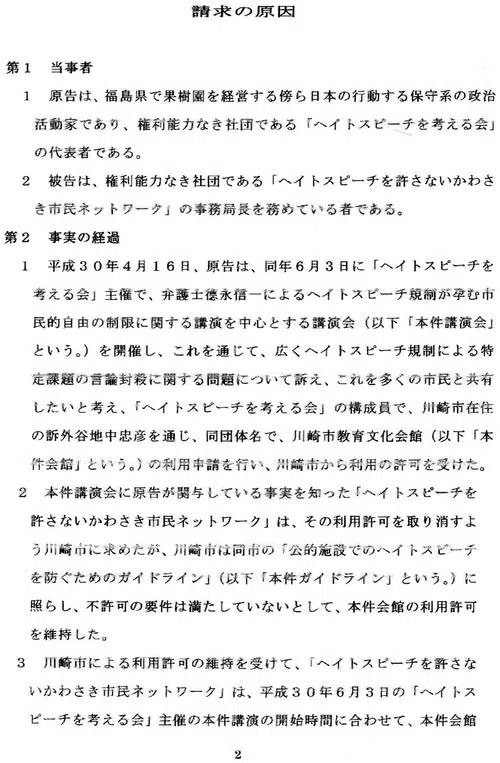 請求の原因
第１　当事者
１　原告は、福島県で果樹園を経営する傍ら日本の行動する保守系の政治
活動家であり、権利能力なき社団である「ヘイトスピーチを考える会」
の代表者である。
２　被告は、権利能力なき社団である「ヘイトスピーチを許さないかわさ
き市民ネットワーク」の事務局長を務めている者である。
第２　事実の経過
１　平成３０年４月１６日、原告は、同年６月３日に「ヘイトスピーチを
考える会」主催で、弁護士德永信一によるヘイトスピーチ規制が孕む市
民的自由の制限に関する講演を中心とする講演会（以下「本件講演会」
という。）を開催し、これを通じて、広くヘイトスピーチ規制による特
定課題の言論封殺に関する問題について訴え、これを多くの市民と共有
したいと考え、「ヘイトスピーチを考える会」の構成員で、川崎市在住
の訴外谷地中忠彦を通じ、同団体名で、川崎市教育文化会館（以下「本
件会館」という。）の利用申請を行い、川崎市から利用の許可を受けた。
２　本件講演会に原告が関与している事実を知った「ヘイトスピーチを
許さないかわさき市民ネットワーク」は、その利用許可を取り消すよ
う川崎市に求めたが、川崎市は同市の「公的施設でのヘイトスピーチ
を防ぐためのガイドライン」（以下「本件ガイドライン」という。）に
照らし、不許可の要件は満たしていないとして、本件会館の利用許可
を維持した。
３　川崎市による利用許可の維持を受けて、「ヘイトスピーチを許さな
いかわさき市民ネットワーク」は、平成３０年６月３日の「ヘイトス
ピーチを考える会」主催の本件講演の開始時間に合わせて、本件会館
2